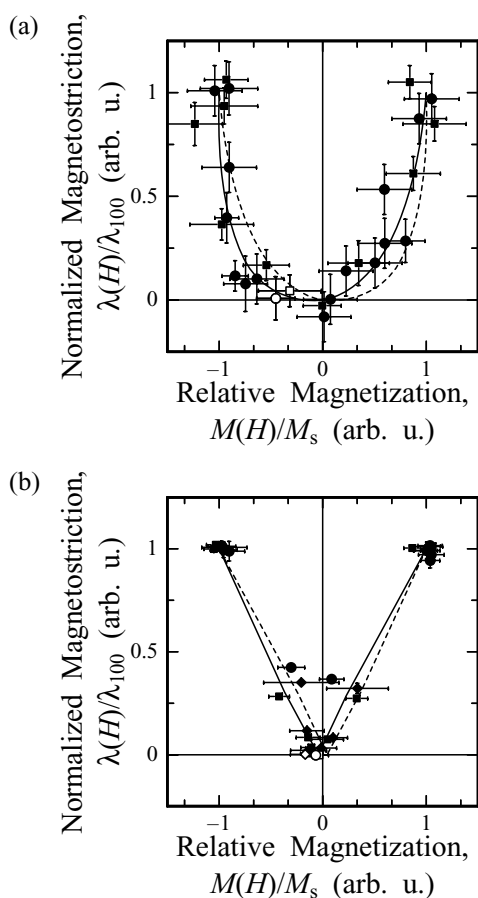 (a)
Normalized Magnetostriction,
λ(H)/λ100 (arb. u.)
1
0.5
0
−1 0 1
Relative Magnetization,
M(H)/Ms (arb. u.)
(b)
Normalized Magnetostriction,
λ(H)/λ100 (arb. u.)
1
0.5
0
−1 0 1
Relative Magnetization,
M(H)/Ms (arb. u.)